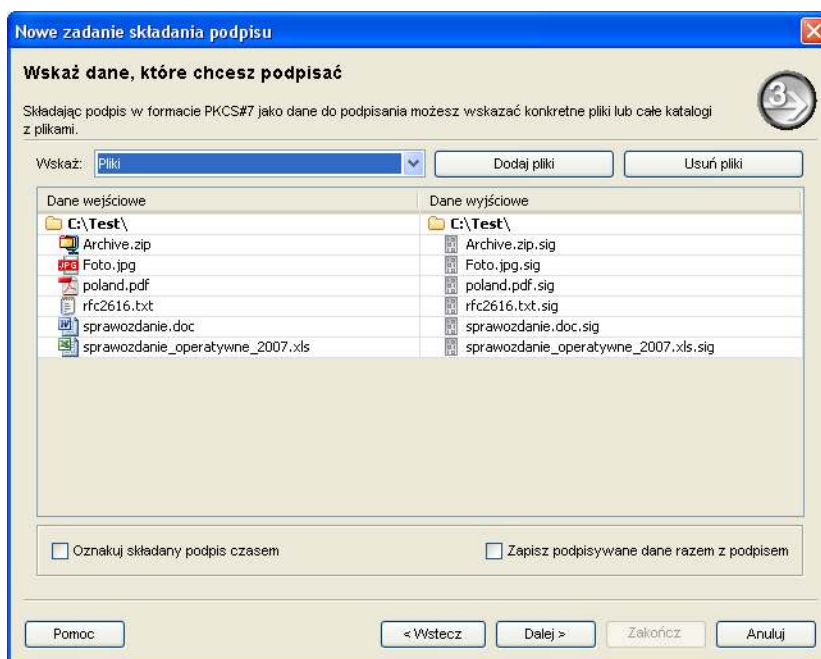 Nowe zadanie składania podpisu
Wskaż dane, które chcesz podpisać
Składając podpis w formacie PKCS#7 jako dane do podpisania możesz wskazać konkretne pliki lub całe katalogi
z plikami.
3
Wskaż: Pliki Dodaj pliki Usuń pliki
Dane wejściowe Dane wyjściowe
C:\Test\ C:\Test\
Archive.zip Archive.zip.sig
JPG Foto.jpg Foto.jpg.sig
poland.pdf poland.pdf.sig
rfc2616.txt rfc2616.txt.sig
sprawozdanie.doc sprawozdanie.doc.sig
sprawozdanie_operatywne_2007.xls sprawozdanie_operatywne_2007.xls.sig
Oznakuj składany podpis czasem Zapisz podpisywane dane razem z podpisem
Pomoc < Wstecz Dalej > Zakończ Anuluj